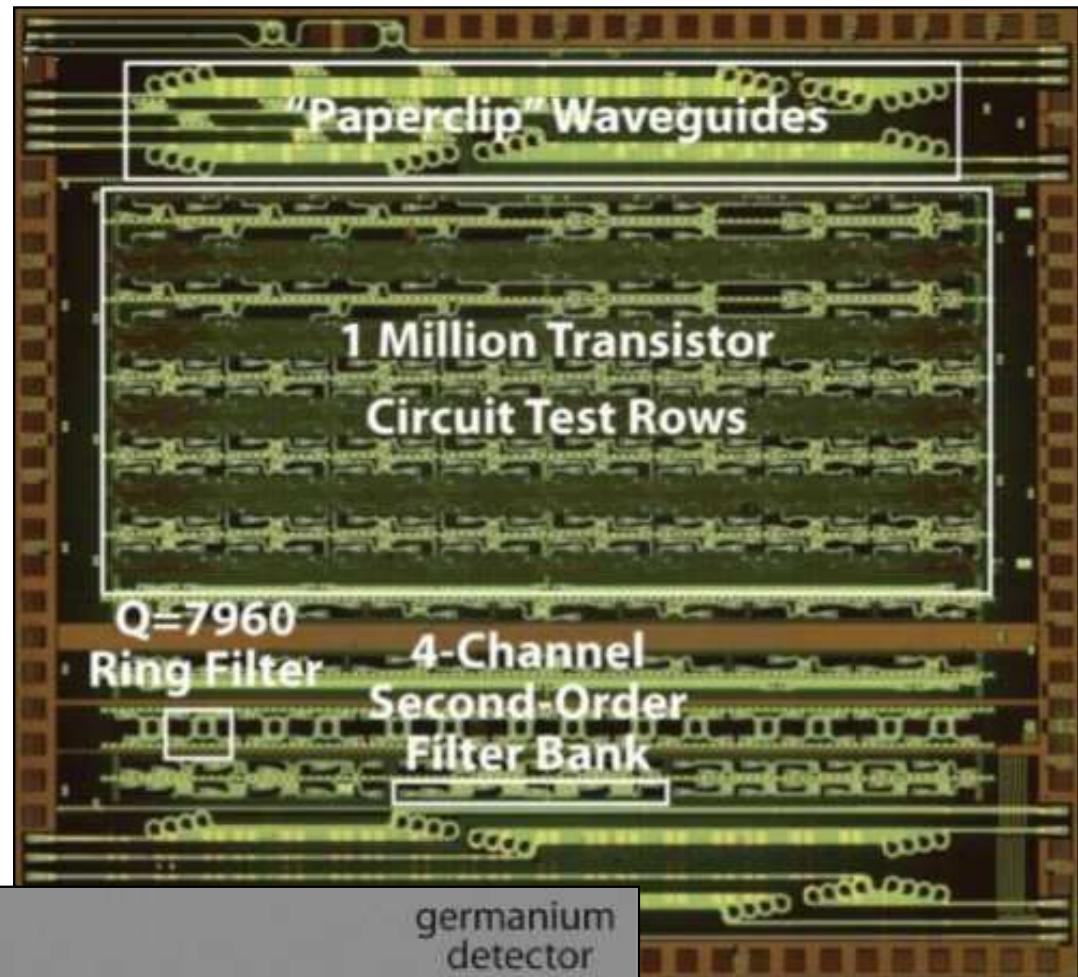 "Paperclip" Waveguides
1 Million Transistor
Circuit Test Rows
Q=7960
Ring Filter
4-Channel
Second-Order
Filter Bank
germanium
detector